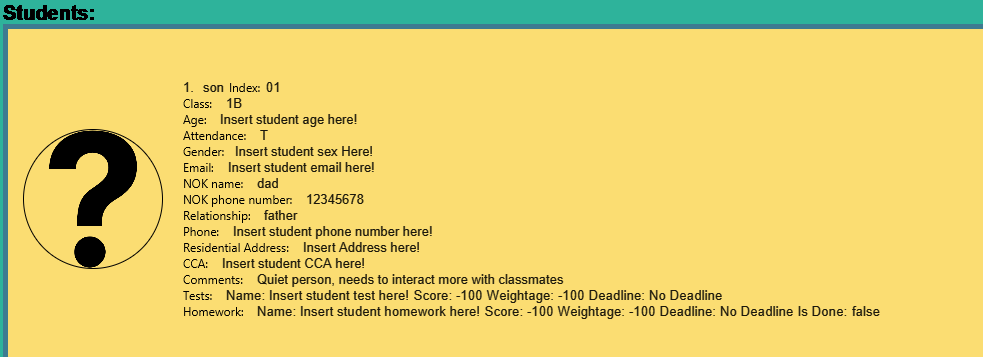 Students:
1. son Index: 01
Class: 1B
Age: Insert student age here!
Attendance: T
Gender: Insert student sex Here!
Email: Insert student email here!
NOK name: dad
NOK phone number: 12345678
Relationship: father
Phone: Insert student phone number here!
Residential Address: Insert Address here!
CCA: Insert student CCA here!
Comments: Quiet person, needs to interact more with classmates
Tests: Name: Insert student test here! Score: -100 Weightage: -100 Deadline: No Deadline
Homework: Name: Insert student homework here! Score: -100 Weightage: -100 Deadline: No Deadline Is Done: false
?